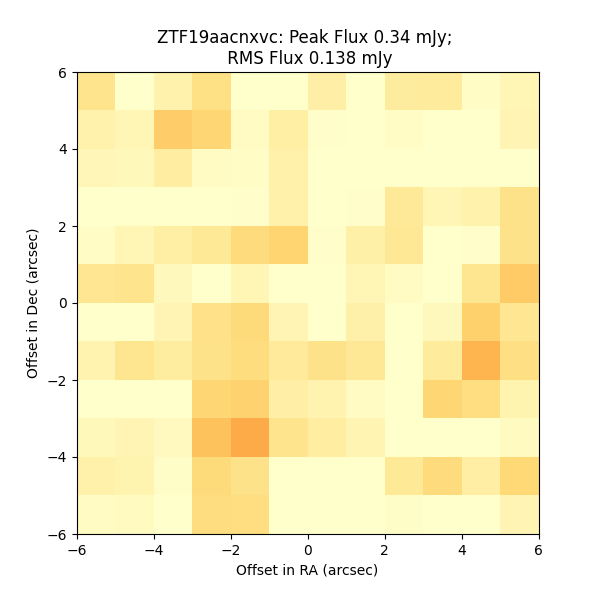 ZTF19aacnxvc: Peak Flux 0.34 mJy;
RMS Flux 0.138 mJy
6
4
2
0
−2
−4
−6
Offset in Dec (arcsec)
−6 −4 −2 0 2 4 6
Offset in RA (arcsec)